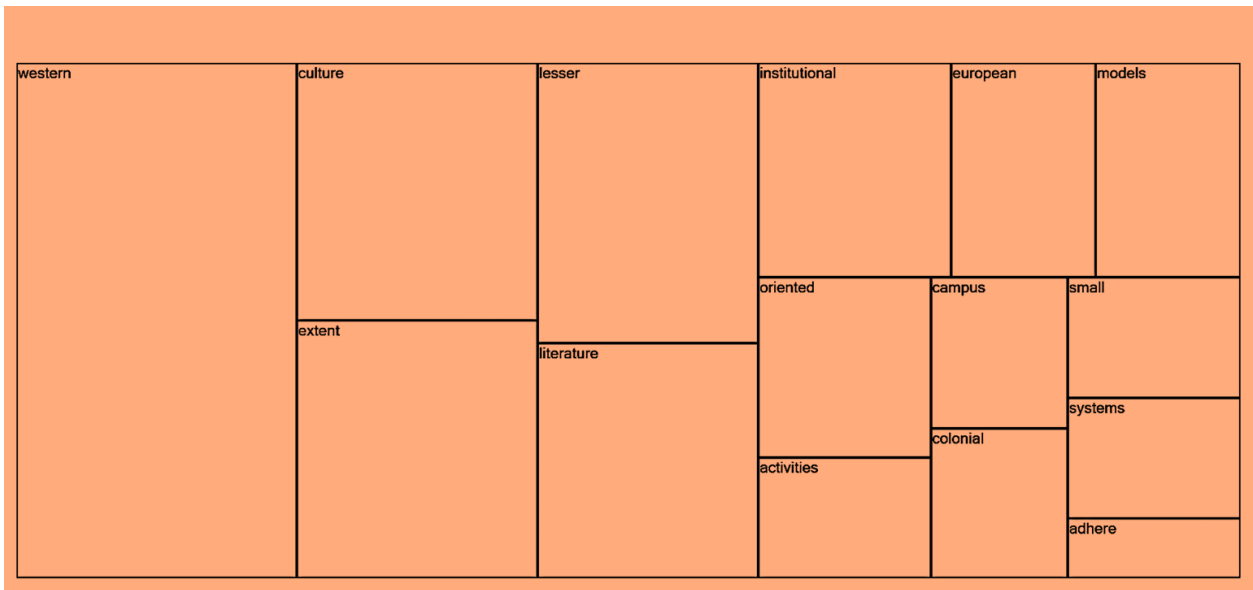 western
culture
lesser
institutional
european
models
oriented
campus
small
extent
literature
systems
colonial
activities
adhere